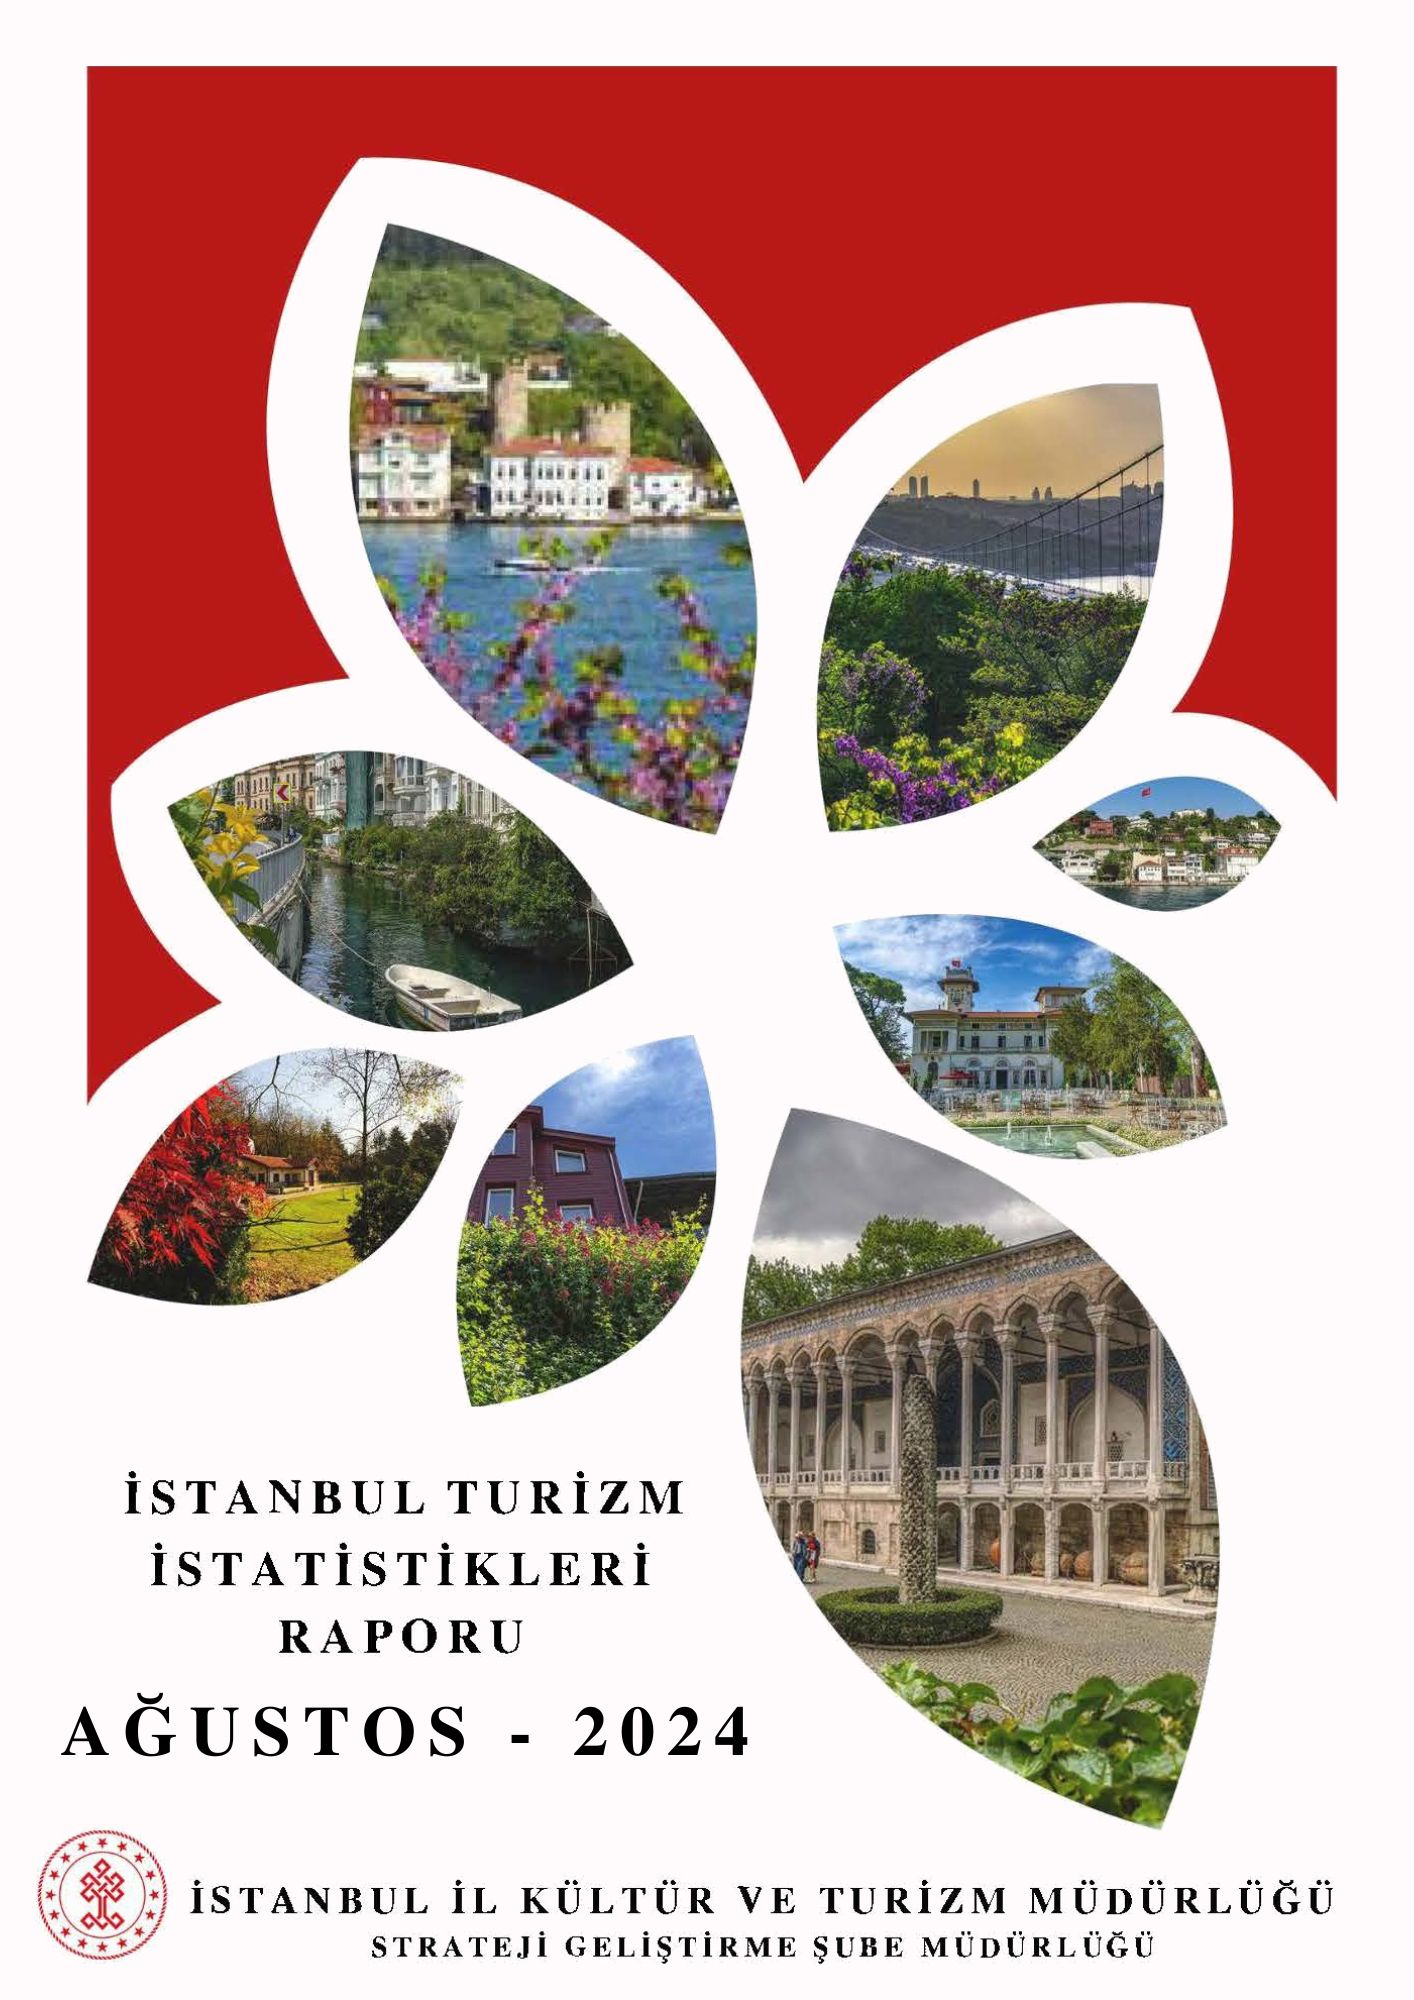 İSTANBUL TURİZM
İSTATİSTİKLERİ
RAPORU
AĞUSTOS - 2024
İSTANBUL İL KÜLTÜR VE TURİZM MÜDÜRLÜĞÜ
STRATEJİ GELİŞTİRME ŞUBE MÜDÜRLÜĞÜ